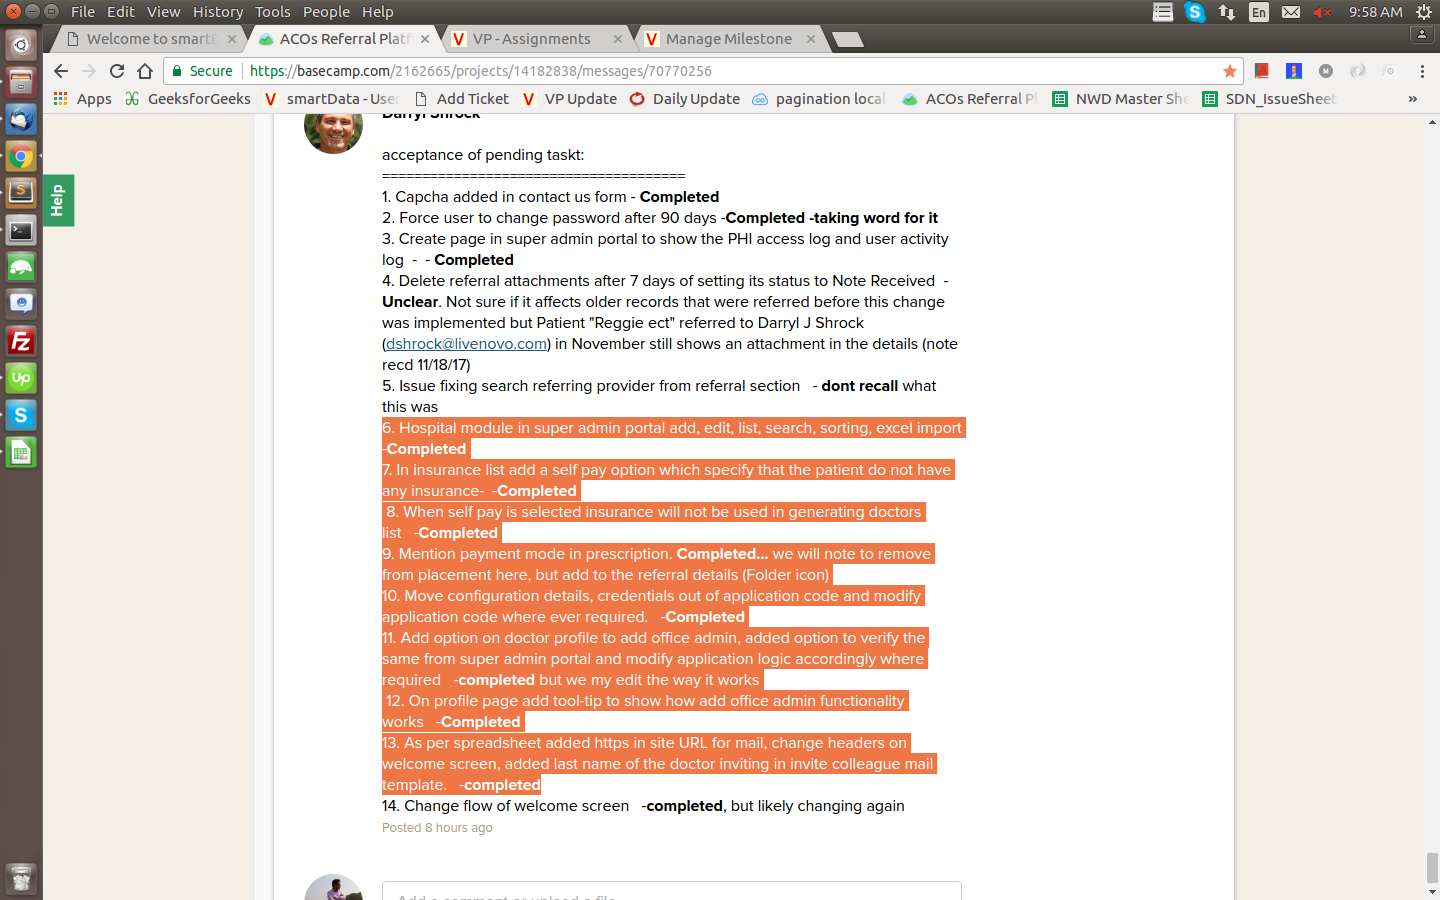 File Edit View History Tools People Help
En 9:58 AM
Welcome to smartD
ACOs Referral Platf
VP - Assignments
Manage Milestone
Secure https://basecamp.com/2162665/projects/14182838/messages/70770256
Apps GeeksforGeeks smartData - User Add Ticket VP Update Daily Update pagination local ACOs Referral Pl NWD Master She SDN_IssueSheet »
Help
Darryl Shrock
acceptance of pending taskt:
======================================
1. Capcha added in contact us form - Completed
2. Force user to change password after 90 days -Completed -taking word for it
3. Create page in super admin portal to show the PHI access log and user activity
log - - Completed
4. Delete referral attachments after 7 days of setting its status to Note Received -
Unclear. Not sure if it affects older records that were referred before this change
was implemented but Patient "Reggie ect" referred to Darryl J Shrock
(dshrock@livenovo.com) in November still shows an attachment in the details (note
recd 11/18/17)
5. Issue fixing search referring provider from referral section - dont recall what
this was
6. Hospital module in super admin portal add, edit, list, search, sorting, excel import
-Completed
7. In insurance list add a self pay option which specify that the patient do not have
any insurance- -Completed
8. When self pay is selected insurance will not be used in generating doctors
list -Completed
9. Mention payment mode in prescription. Completed... we will note to remove
from placement here, but add to the referral details (Folder icon)
10. Move configuration details, credentials out of application code and modify
application code where ever required. -Completed
11. Add option on doctor profile to add office admin, added option to verify the
same from super admin portal and modify application logic accordingly where
required -completed but we my edit the way it works
12. On profile page add tool-tip to show how add office admin functionality
works -Completed
13. As per spreadsheet added https in site URL for mail, change headers on
welcome screen, added last name of the doctor inviting in invite colleague mail
template. -completed
14. Change flow of welcome screen -completed, but likely changing again
Posted 8 hours ago
Add a comment or upload a file